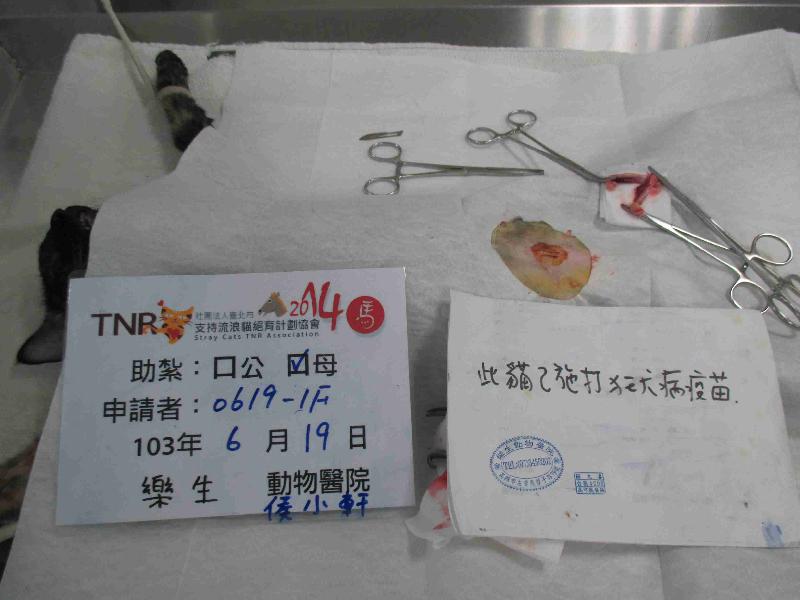 TNR
社團法人臺北市
支持流浪貓絕育計劃協會
Stray Cats TNR Association
2014
馬
助紮：口公 口母
申請者：0619-1F
103年 6 月 19 日
樂生 動物醫院
侯小軒
此貓已施打狂犬病疫苗.